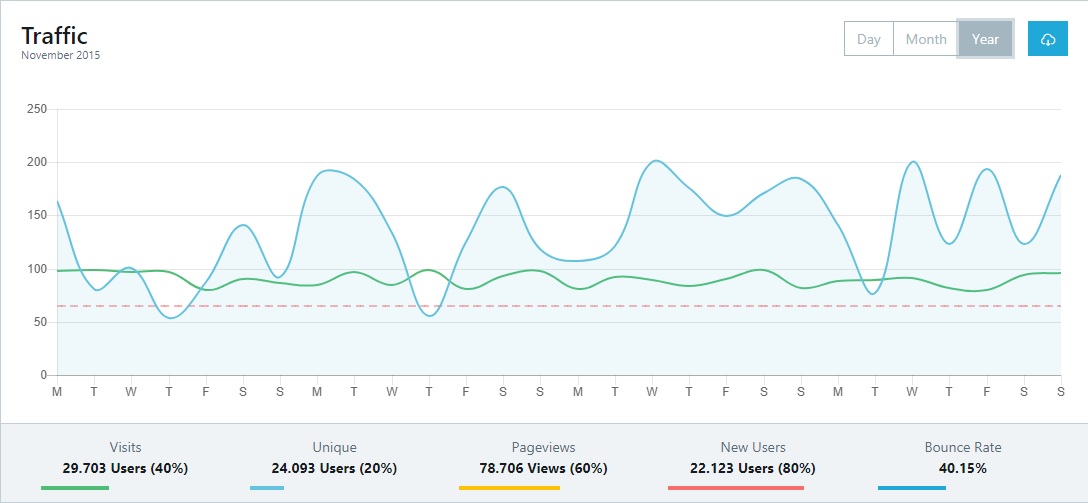 Traffic
November 2015
Day Month Year
250
200
150
100
50
0
M T W T F S S M T W T F S S M T W T F S S M T W T F S S
Visits Unique Pageviews New Users Bounce Rate
29.703 Users (40%) 24.093 Users (20%) 78.706 Views (60%) 22.123 Users (80%) 40.15%